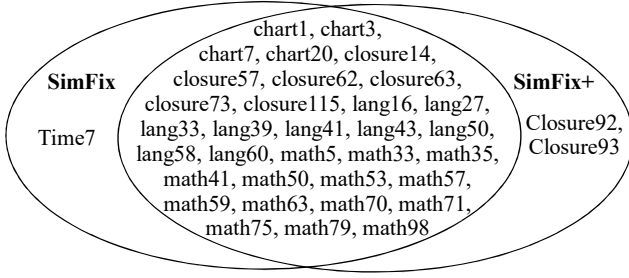 chart1, chart3,
chart7, chart20, closure14,
closure57, closure62, closure63,
SimFix
SimFix+
closure73, closure115, lang16, lang27,
Time7
lang33, lang39, lang41, lang43, lang50,
Closure92,
lang58, lang60, math5, math33, math35,
Closure93
math41, math50, math53, math57,
math59, math63, math70, math71,
math75, math79, math98